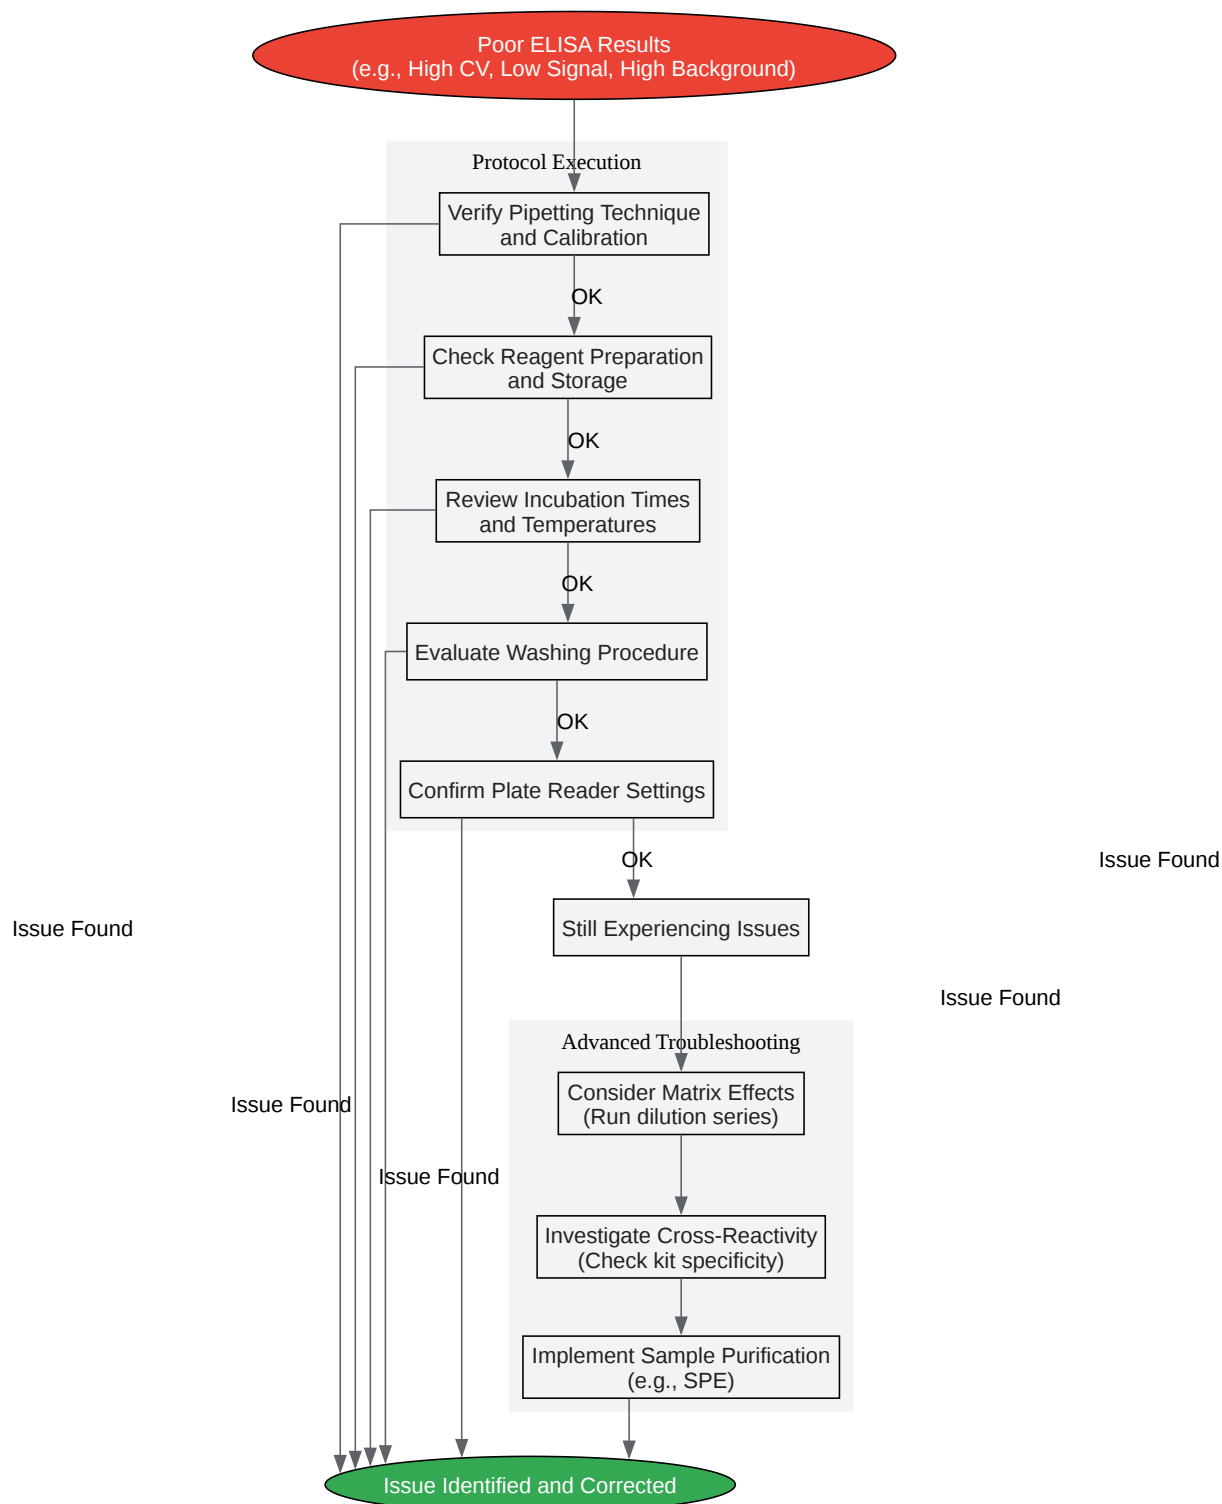 Poor ELISA Results
(e.g., High CV, Low Signal, High Background)
Protocol Execution
Verify Pipetting Technique
and Calibration
OK
Check Reagent Preparation
and Storage
OK
Review Incubation Times
and Temperatures
OK
Evaluate Washing Procedure
OK
Confirm Plate Reader Settings
OK
Issue Found
Issue Found
Still Experiencing Issues
Issue Found
Advanced Troubleshooting
Consider Matrix Effects
(Run dilution series)
Issue Found
Issue Found
Investigate Cross-Reactivity
(Check kit specificity)
Implement Sample Purification
(e.g., SPE)
Issue Identified and Corrected